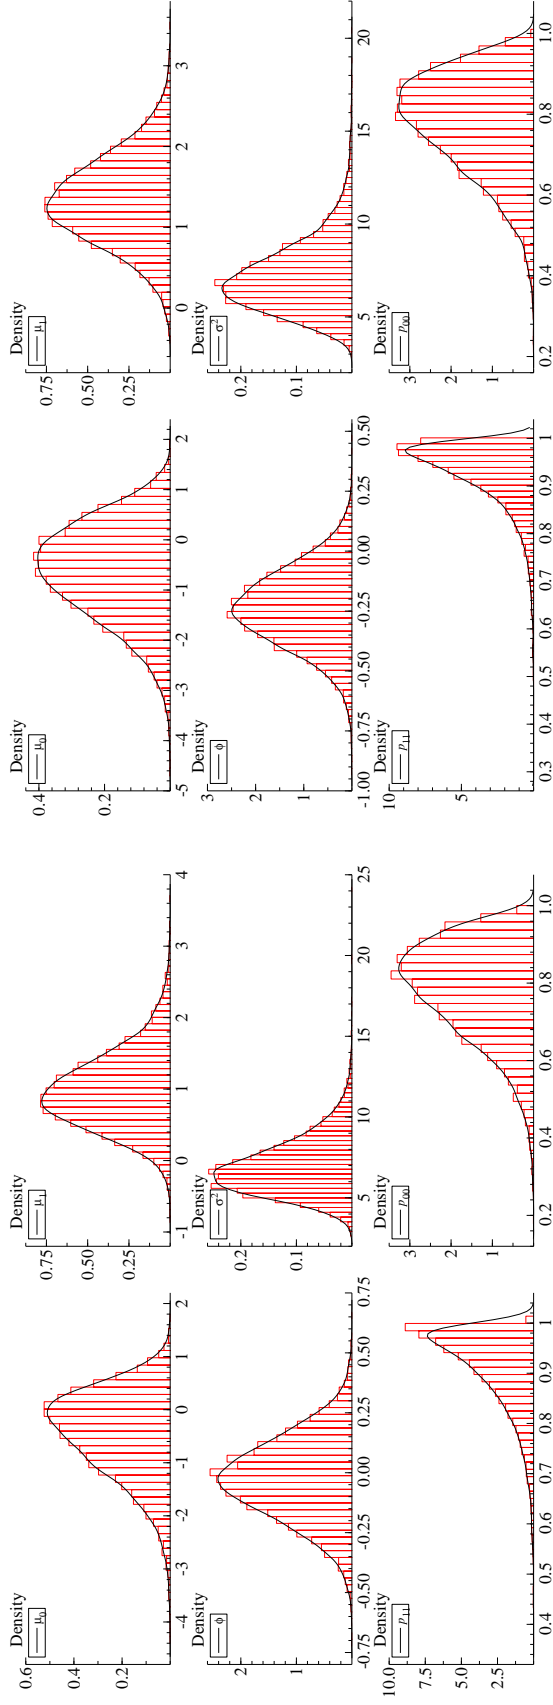 Density
0.6
μ₀
0.4
0.2
-4 -3 -2 -1 0 1 2
Density
μ₁
0.75
0.50
0.25
-1 0 1 2 3 4
Density
μ₀
0.4
0.2
-5 -4 -3 -2 -1 0 1 2
Density
μ₁
0.75
0.50
0.25
0 1 2 3
Density
φ
2
1
-0.75 -0.50 -0.25 0.00 0.25 0.50 0.75
Density
σ²
0.2
0.1
5 10 15 20 25
Density
3
φ
2
1
-1.00 -0.75 -0.50 -0.25 0.00 0.25 0.50
Density
σ²
0.2
0.1
5 10 15 20
Density
10.0
p₁₁
7.5
5.0
2.5
0.4 0.5 0.6 0.7 0.8 0.9 1
Density
p₀₀
3
2
1
0.2 0.4 0.6 0.8 1.0
Density
10
p₁₁
5
0.3 0.4 0.5 0.6 0.7 0.8 0.9 1
Density
p₀₀
3
2
1
0.2 0.4 0.6 0.8 1.0